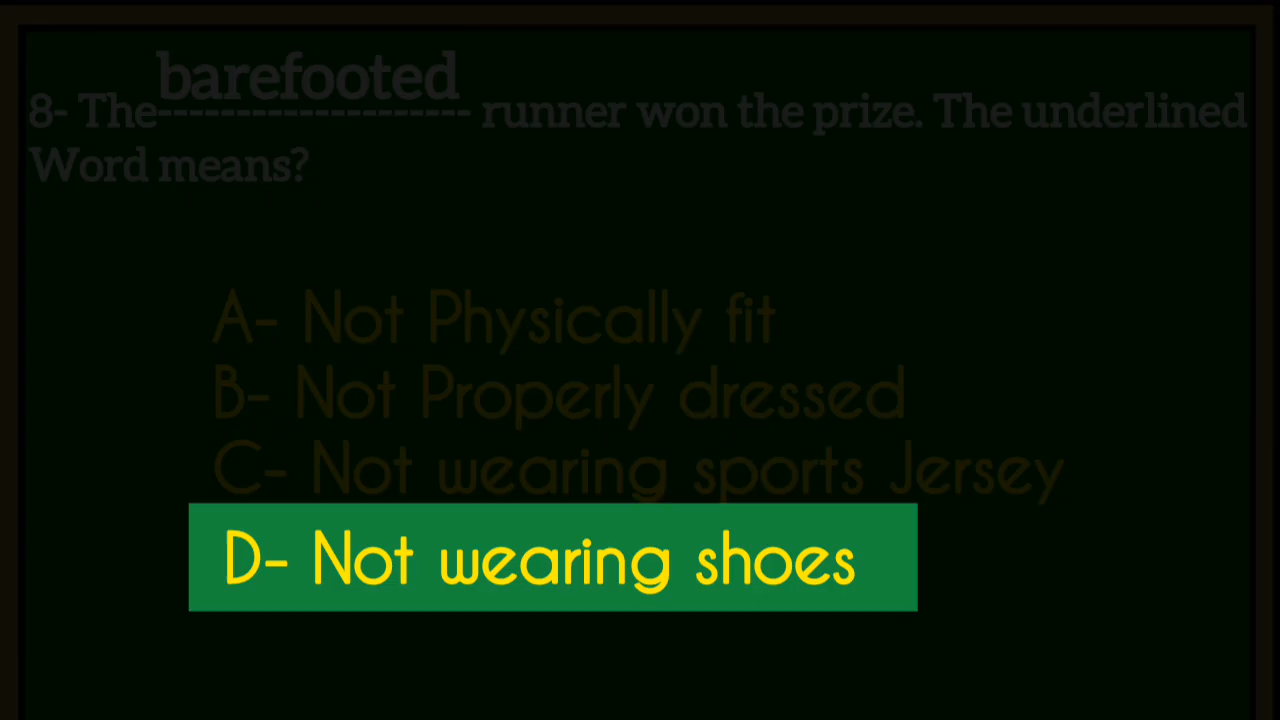 barefooted
8- The-------------------- runner won the prize. The underlined
Word means?
A- Not Physically fit
B- Not Properly dressed
C- Not wearing sports Jersey
D- Not wearing shoes